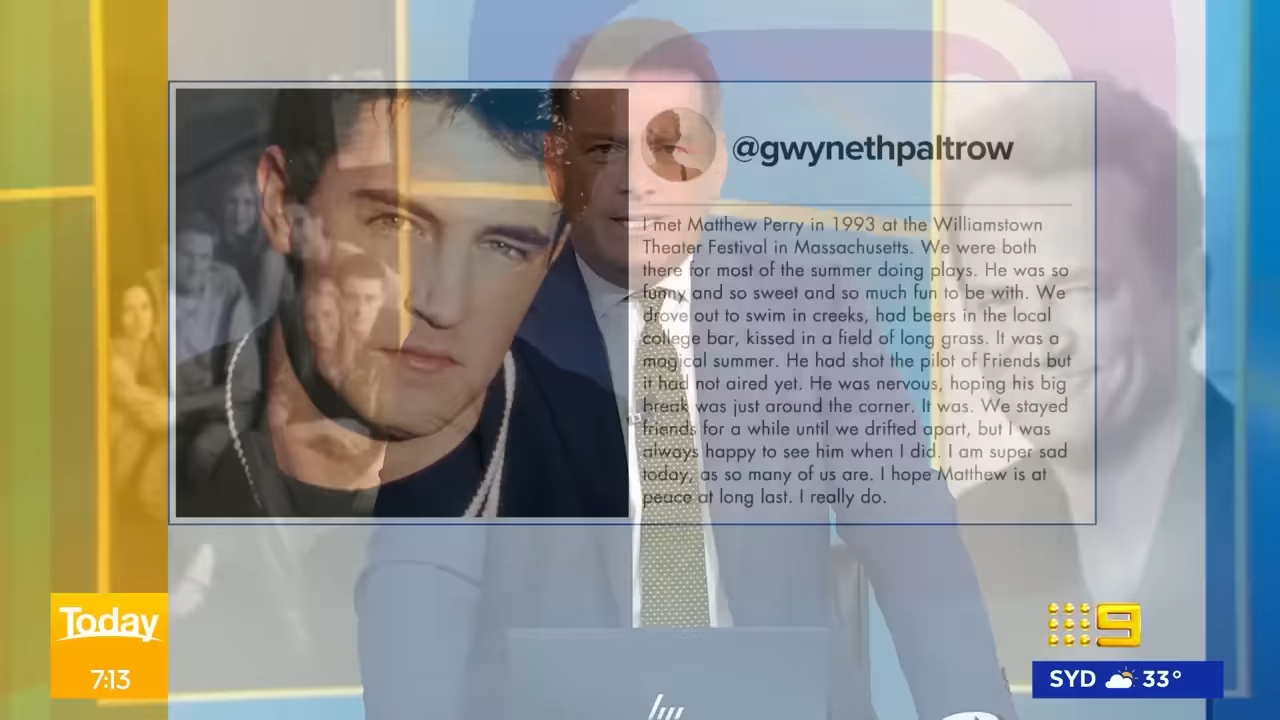 @gwynethpaltrow
I met Matthew Perry in 1993 at the Williamstown
Theater Festival in Massachusetts. We were both
there for most of the summer doing plays. He was so
funny and so sweet and so much fun to be with. We
drove out to swim in creeks, had beers in the local
college bar, kissed in a field of long grass. It was a
magical summer. He had shot the pilot of Friends but
it had not aired yet. He was nervous, hoping his big
break was just around the corner. It was. We stayed
friends for a while until we drifted apart, but I was
always happy to see him when I did. I am super sad
today, as so many of us are. I hope Matthew is at
peace at long last. I really do.
Today
7:13
9
SYD 33°
hp